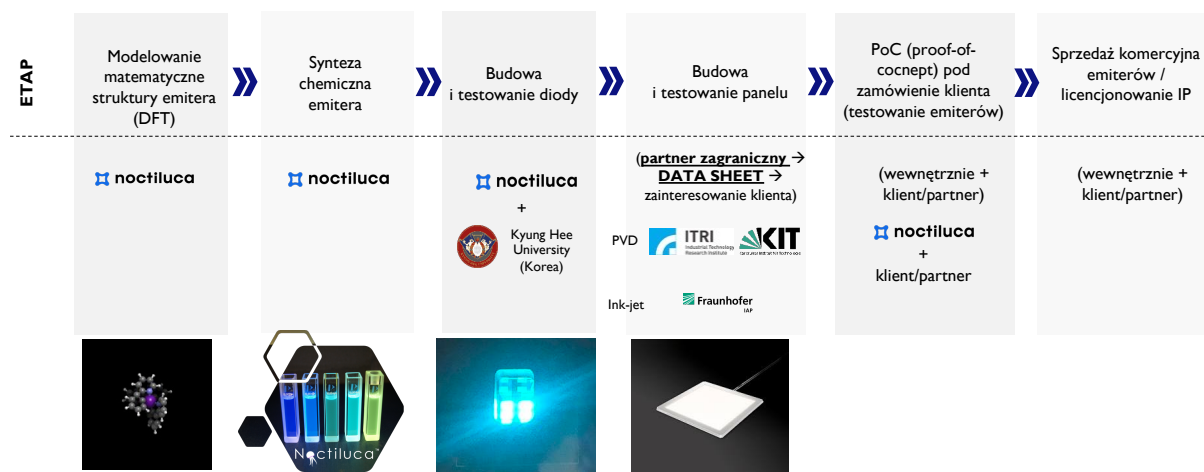 ETAP
Modelowanie
matematyczne
struktury emitera
(DFT)
Synteza
chemiczna
emitera
Budowa
i testowanie diody
Budowa
i testowanie panelu
PoC (proof-of-
cocnept) pod
zamówienie klienta
(testowanie emiterów)
Sprzedaż komercyjna
emiterów /
licencjonowanie IP
noctiluca
noctiluca
noctiluca
+
Kyung Hee
University
(Korea)
(partner zagraniczny →
DATA SHEET →
zainteresowanie klienta)
PVD
ITRI
Industrial Technology
Research Institute
KIT
Ink-jet
Fraunhofer
IAP
(wewnętrznie +
klient/partner)
noctiluca
+
klient/partner
(wewnętrznie +
klient/partner)
Noctiluca